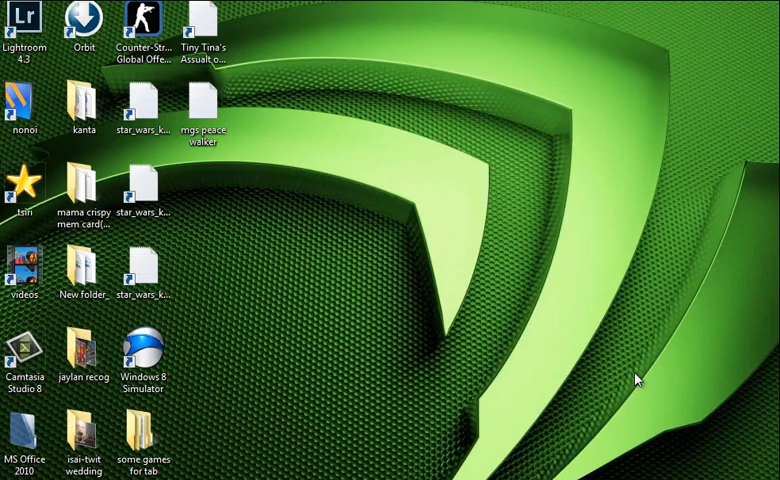 Lr
Lightroom
4.3
Orbit
Counter-Str...
Global Offe...
Tiny Tina's
Assualt o...
nonoi
kanta
star_wars_k...
mgs peace
walker
tsiri
mama crispy
mem card(...
star_wars_k...
videos
New folder_
star_wars_k...
Camtasia
Studio 8
jaylan recog
Windows 8
Simulator
MS Office
2010
isai-twit
wedding
some games
for tab